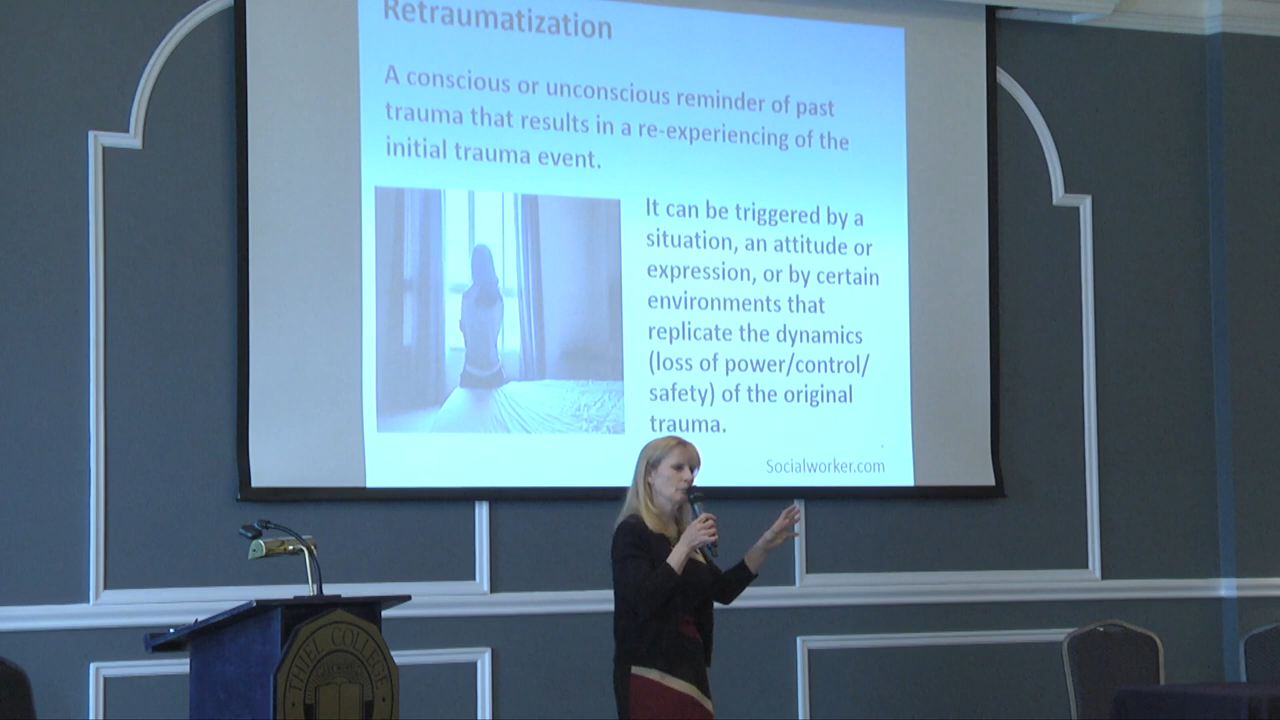 Retraumatization
A conscious or unconscious reminder of past
trauma that results in a re-experiencing of the
initial trauma event.
It can be triggered by a
situation, an attitude or
expression, or by certain
environments that
replicate the dynamics
(loss of power/control/
safety) of the original
trauma.
Socialworker.com
THIEL COLLEGE